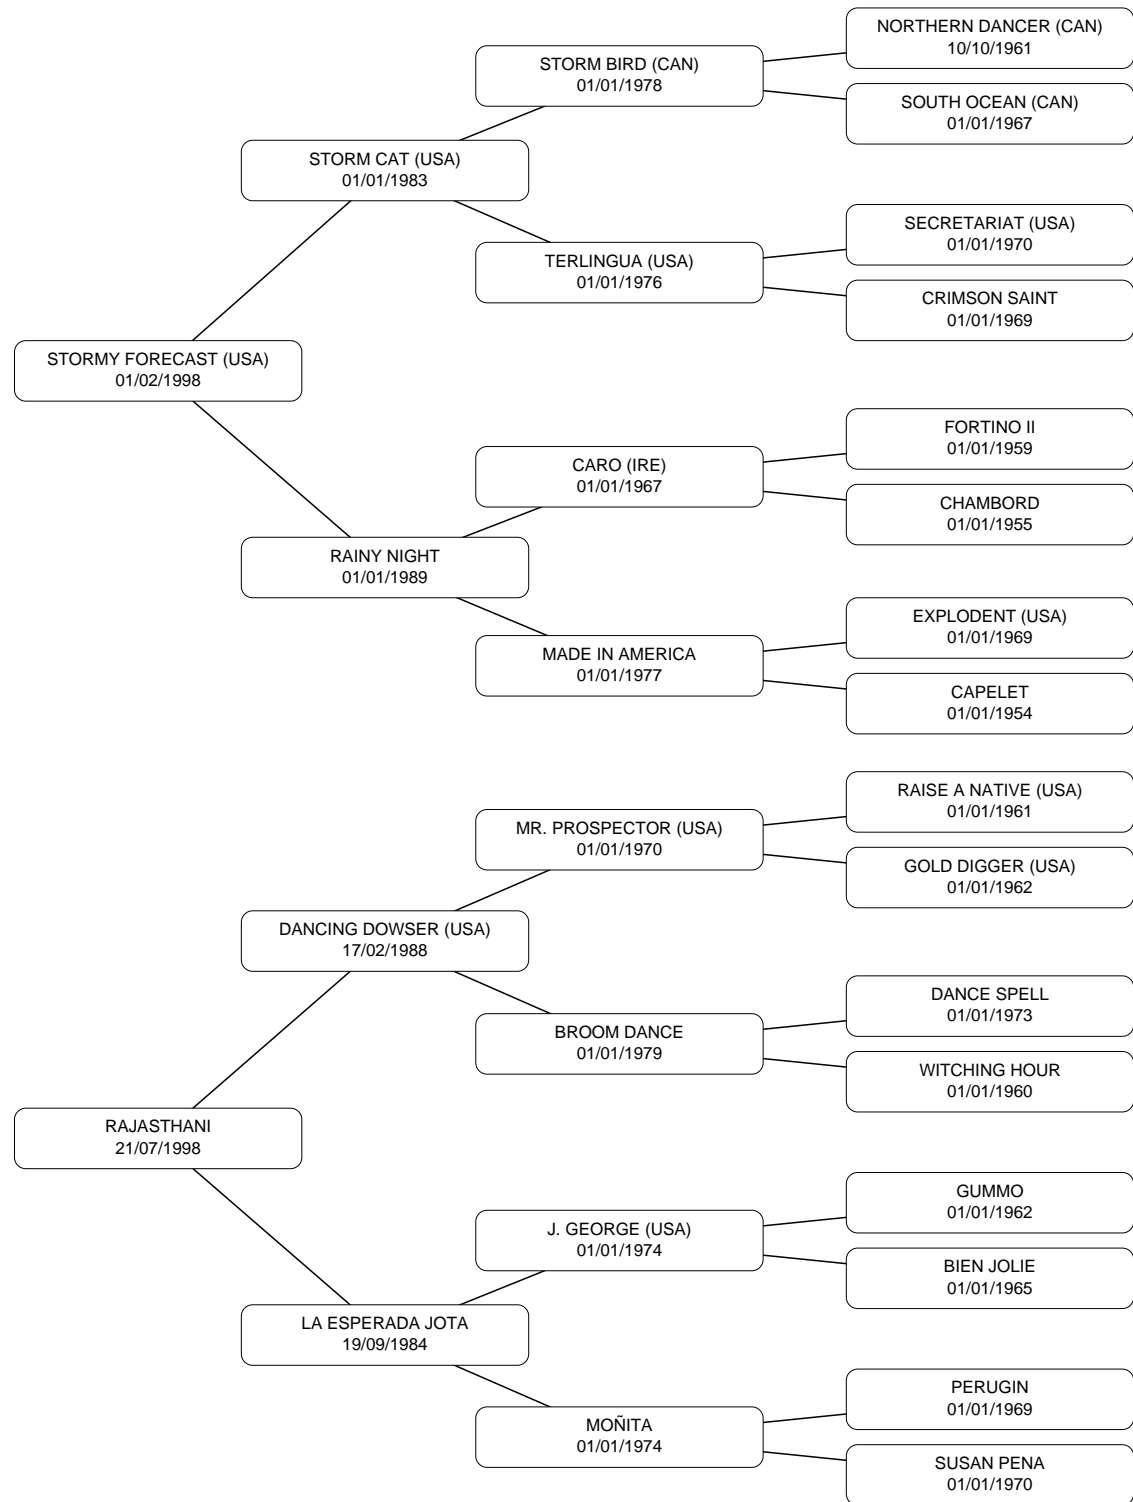 NORTHERN DANCER (CAN)
10/10/1961
STORM BIRD (CAN)
01/01/1978
SOUTH OCEAN (CAN)
01/01/1967
STORM CAT (USA)
01/01/1983
SECRETARIAT (USA)
01/01/1970
TERLINGUA (USA)
01/01/1976
CRIMSON SAINT
01/01/1969
STORMY FORECAST (USA)
01/02/1998
FORTINO II
01/01/1959
CARO (IRE)
01/01/1967
CHAMBORD
01/01/1955
RAINY NIGHT
01/01/1989
EXPLODENT (USA)
01/01/1969
MADE IN AMERICA
01/01/1977
CAPELET
01/01/1954
RAISE A NATIVE (USA)
01/01/1961
MR. PROSPECTOR (USA)
01/01/1970
GOLD DIGGER (USA)
01/01/1962
DANCING DOWSER (USA)
17/02/1988
DANCE SPELL
01/01/1973
BROOM DANCE
01/01/1979
WITCHING HOUR
01/01/1960
RAJASTHANI
21/07/1998
GUMMO
01/01/1962
J. GEORGE (USA)
01/01/1974
BIEN JOLIE
01/01/1965
LA ESPERADA JOTA
19/09/1984
PERUGIN
01/01/1969
MOÑITA
01/01/1974
SUSAN PENA
01/01/1970